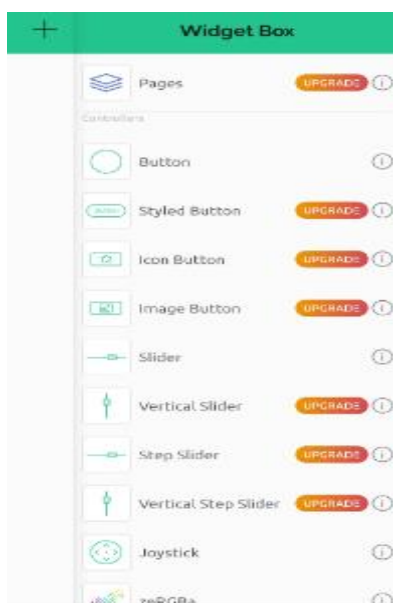 + Widget Box
Pages UPGRADE
Controllers
Button
Styled Button UPGRADE
Icon Button UPGRADE
Image Button UPGRADE
Slider
Vertical Slider UPGRADE
Step Slider UPGRADE
Vertical Step Slider UPGRADE
Joystick
zeRGBa